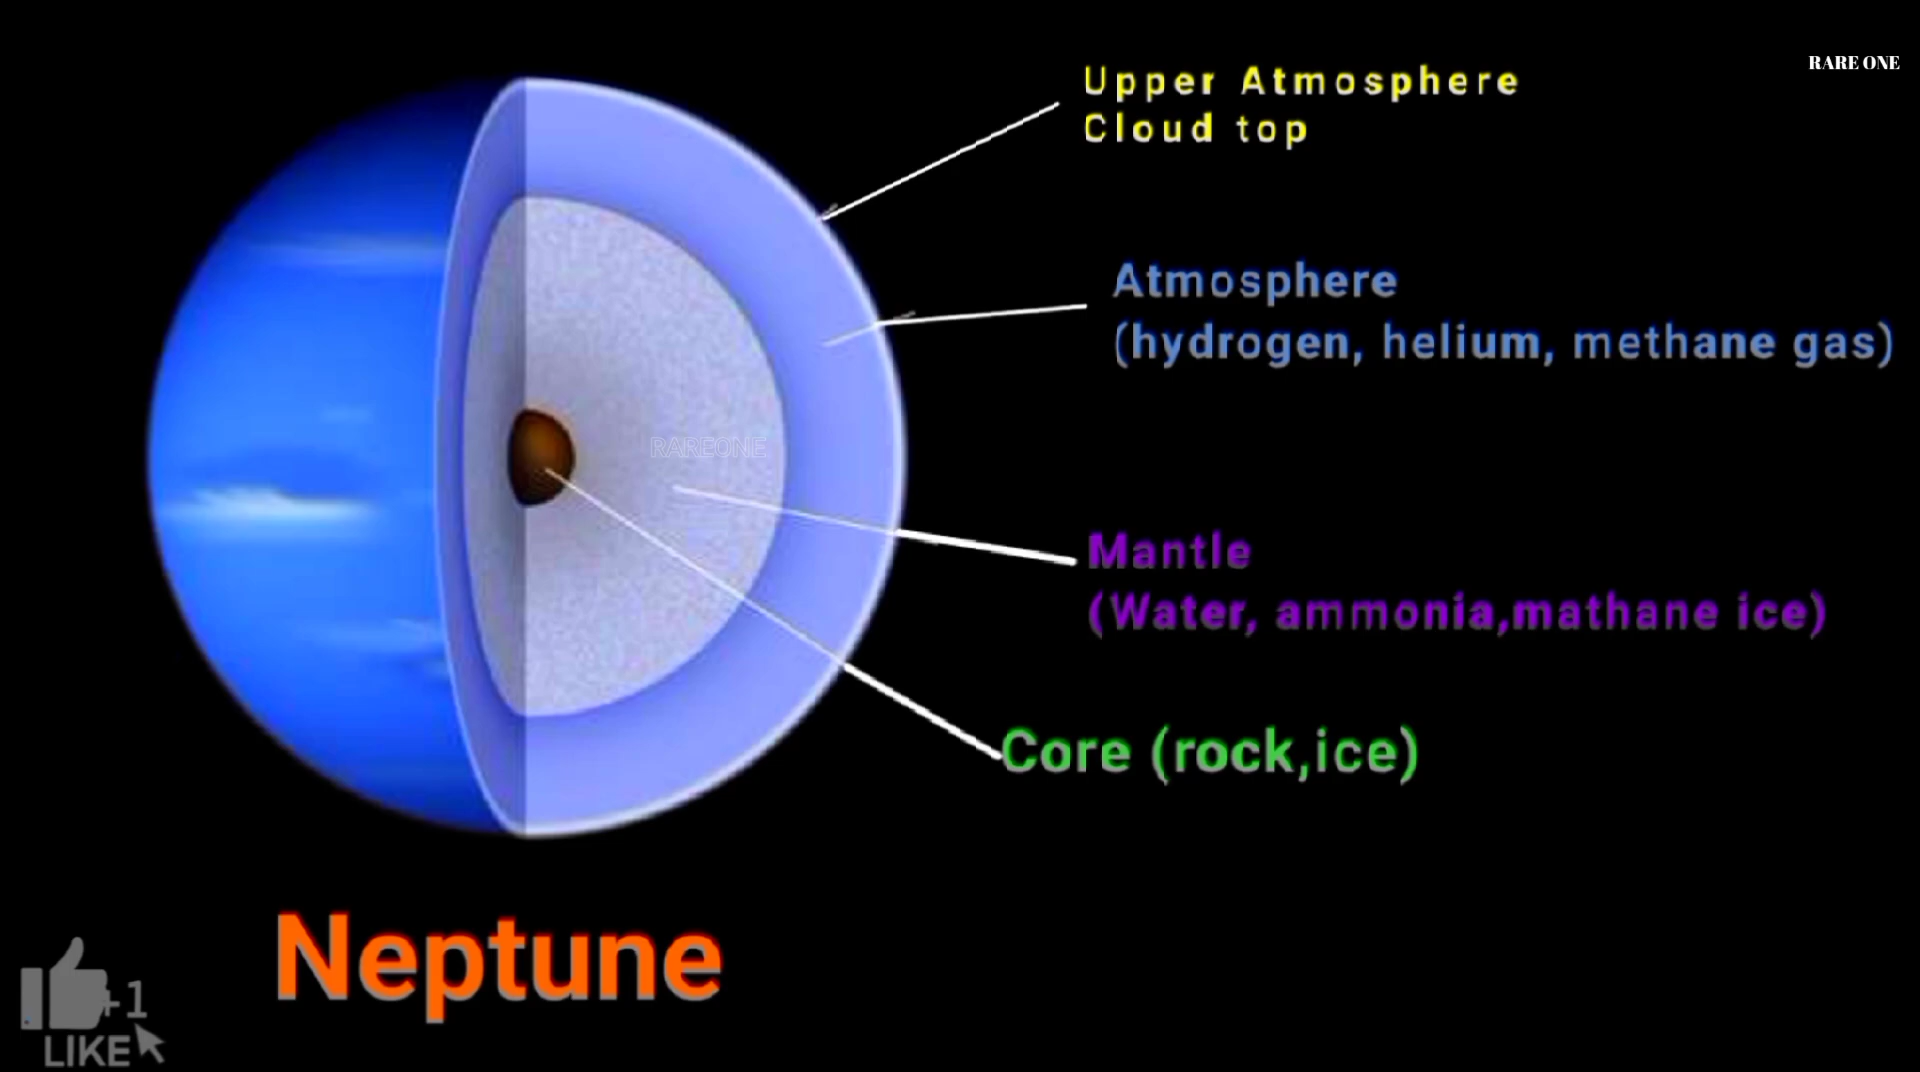 RARE ONE
Upper Atmosphere
Cloud top
Atmosphere
(hydrogen, helium, methane gas)
RAREONE
Mantle
(Water, ammonia,mathane ice)
Core (rock,ice)
Neptune
+1
LIKE